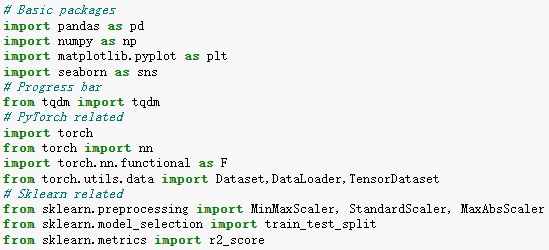 # Basic packages
import pandas as pd
import numpy as np
import matplotlib.pyplot as plt
import seaborn as sns
# Progress bar
from tqdm import tqdm
# PyTorch related
import torch
from torch import nn
import torch.nn.functional as F
from torch.utils.data import Dataset,DataLoader,TensorDataset
# Sklearn related
from sklearn.preprocessing import MinMaxScaler, StandardScaler, MaxAbsScaler
from sklearn.model_selection import train_test_split
from sklearn.metrics import r2_score